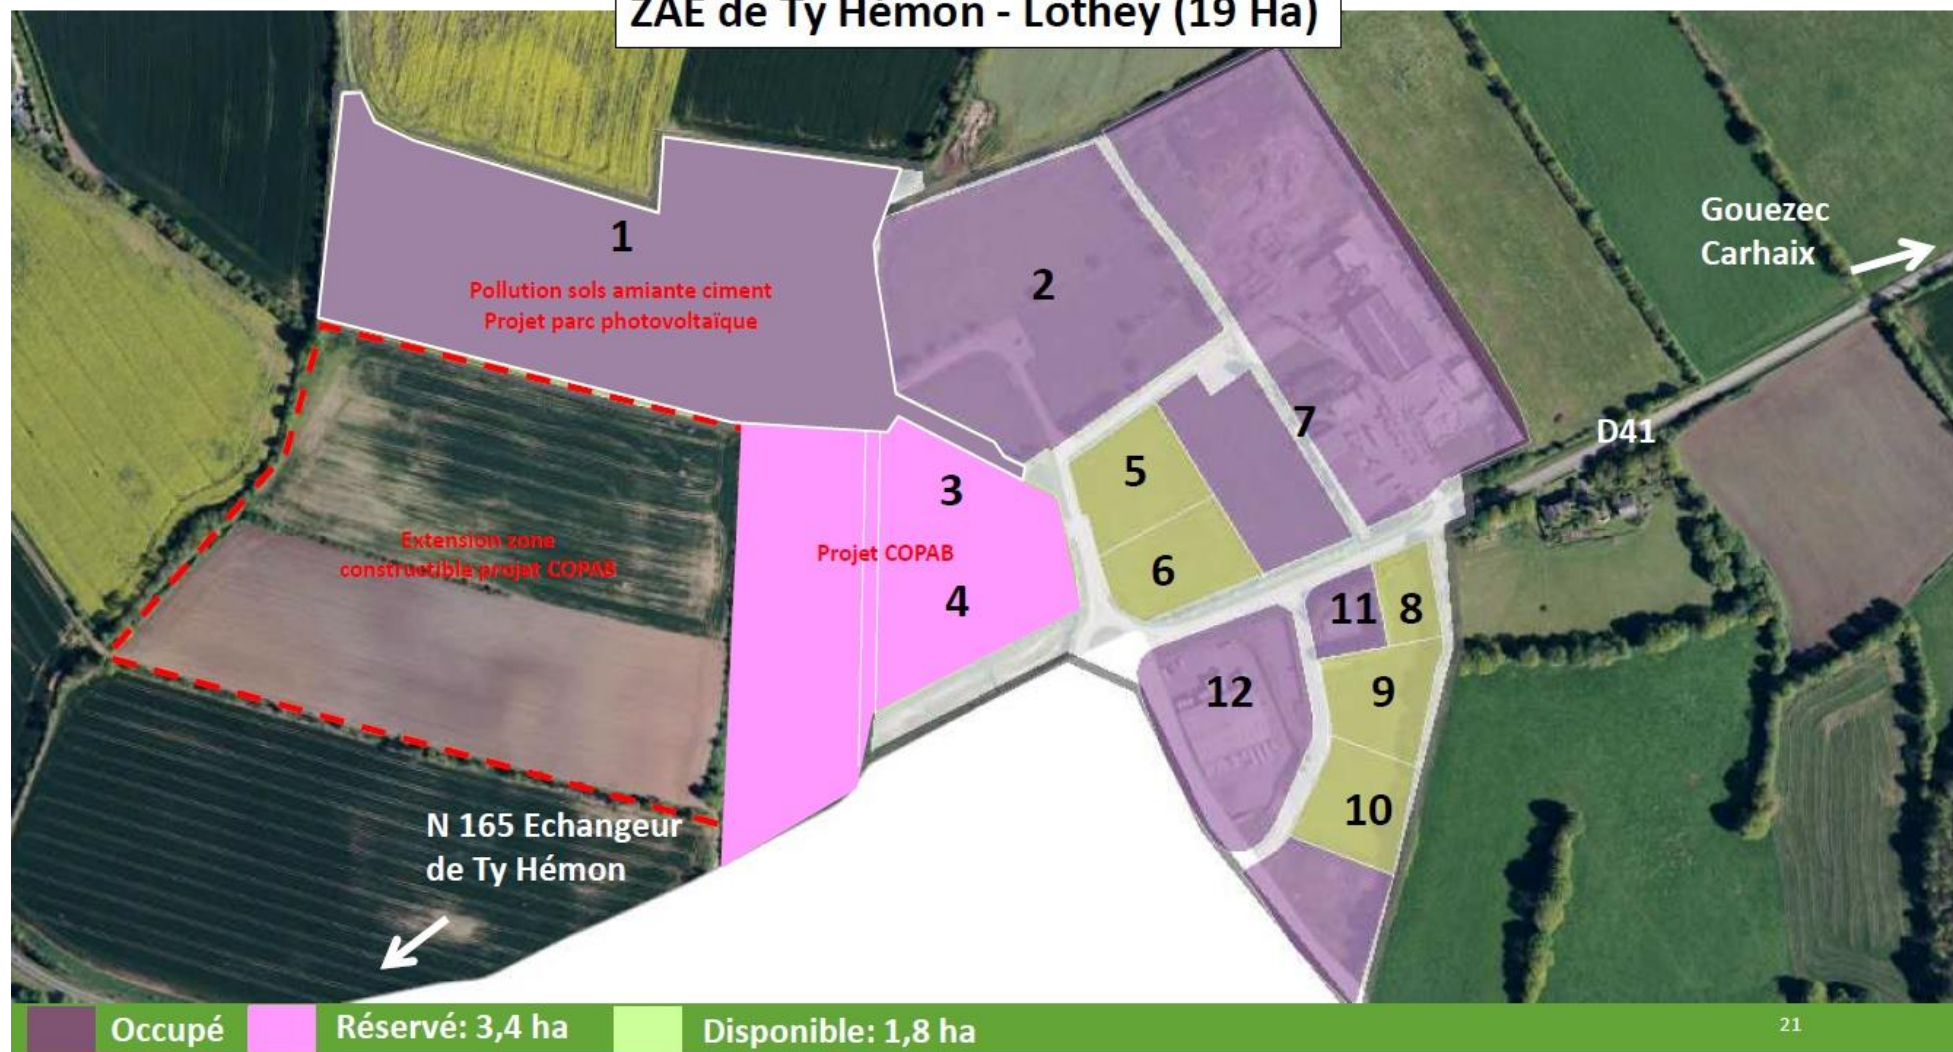 ZAE de Ty Hémon - Lothey (19 Ha)
Gouezec
Carhaix
1
Pollution sols amiante ciment
Projet parc photovoltaïque
2
7
D41
3
5
Extension zone
constructible projet COPAB
Projet COPAB
4
6
11
8
12
9
10
N 165 Echangeur
de Ty Hémon
Occupé
Réservé: 3,4 ha
Disponible: 1,8 ha
21